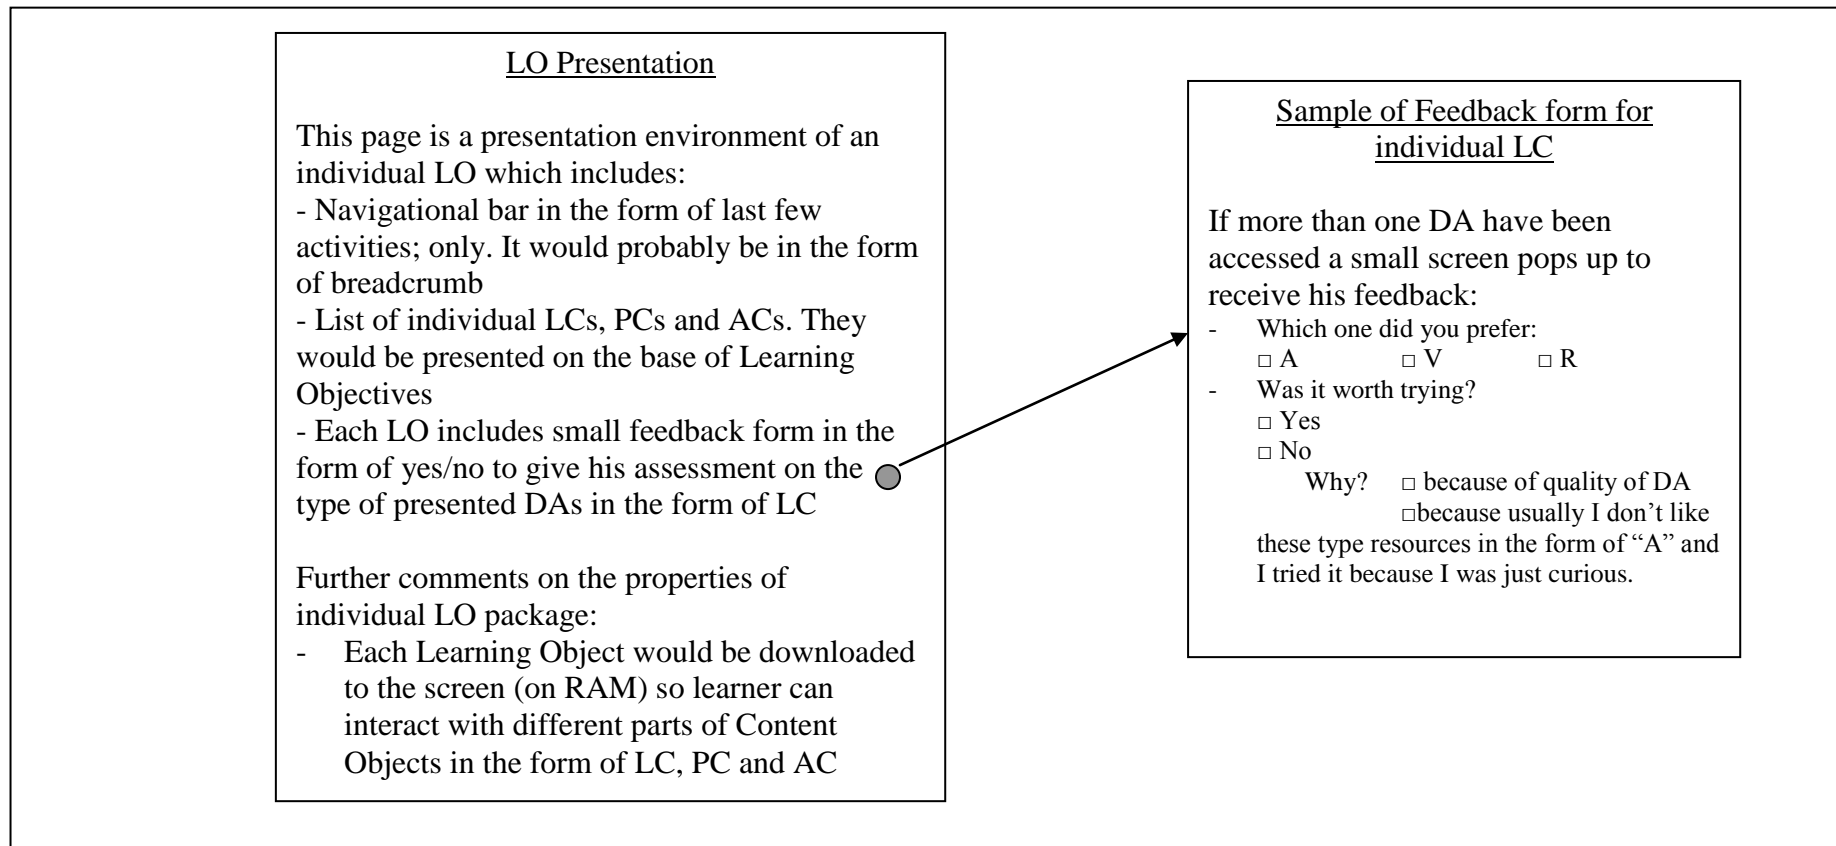 LO Presentation
This page is a presentation environment of an
individual LO which includes:
- Navigational bar in the form of last few
activities; only. It would probably be in the form
of breadcrumb
- List of individual LCs, PCs and ACs. They
would be presented on the base of Learning
Objectives
- Each LO includes small feedback form in the
form of yes/no to give his assessment on the
type of presented DAs in the form of LC
Further comments on the properties of
individual LO package:
- Each Learning Object would be downloaded
to the screen (on RAM) so learner can
interact with different parts of Content
Objects in the form of LC, PC and AC
Sample of Feedback form for
individual LC
If more than one DA have been
accessed a small screen pops up to
receive his feedback:
- Which one did you prefer:
□ A □ V □ R
- Was it worth trying?
□ Yes
□ No
Why? □ because of quality of DA
□because usually I don’t like
these type resources in the form of “A” and
I tried it because I was just curious.